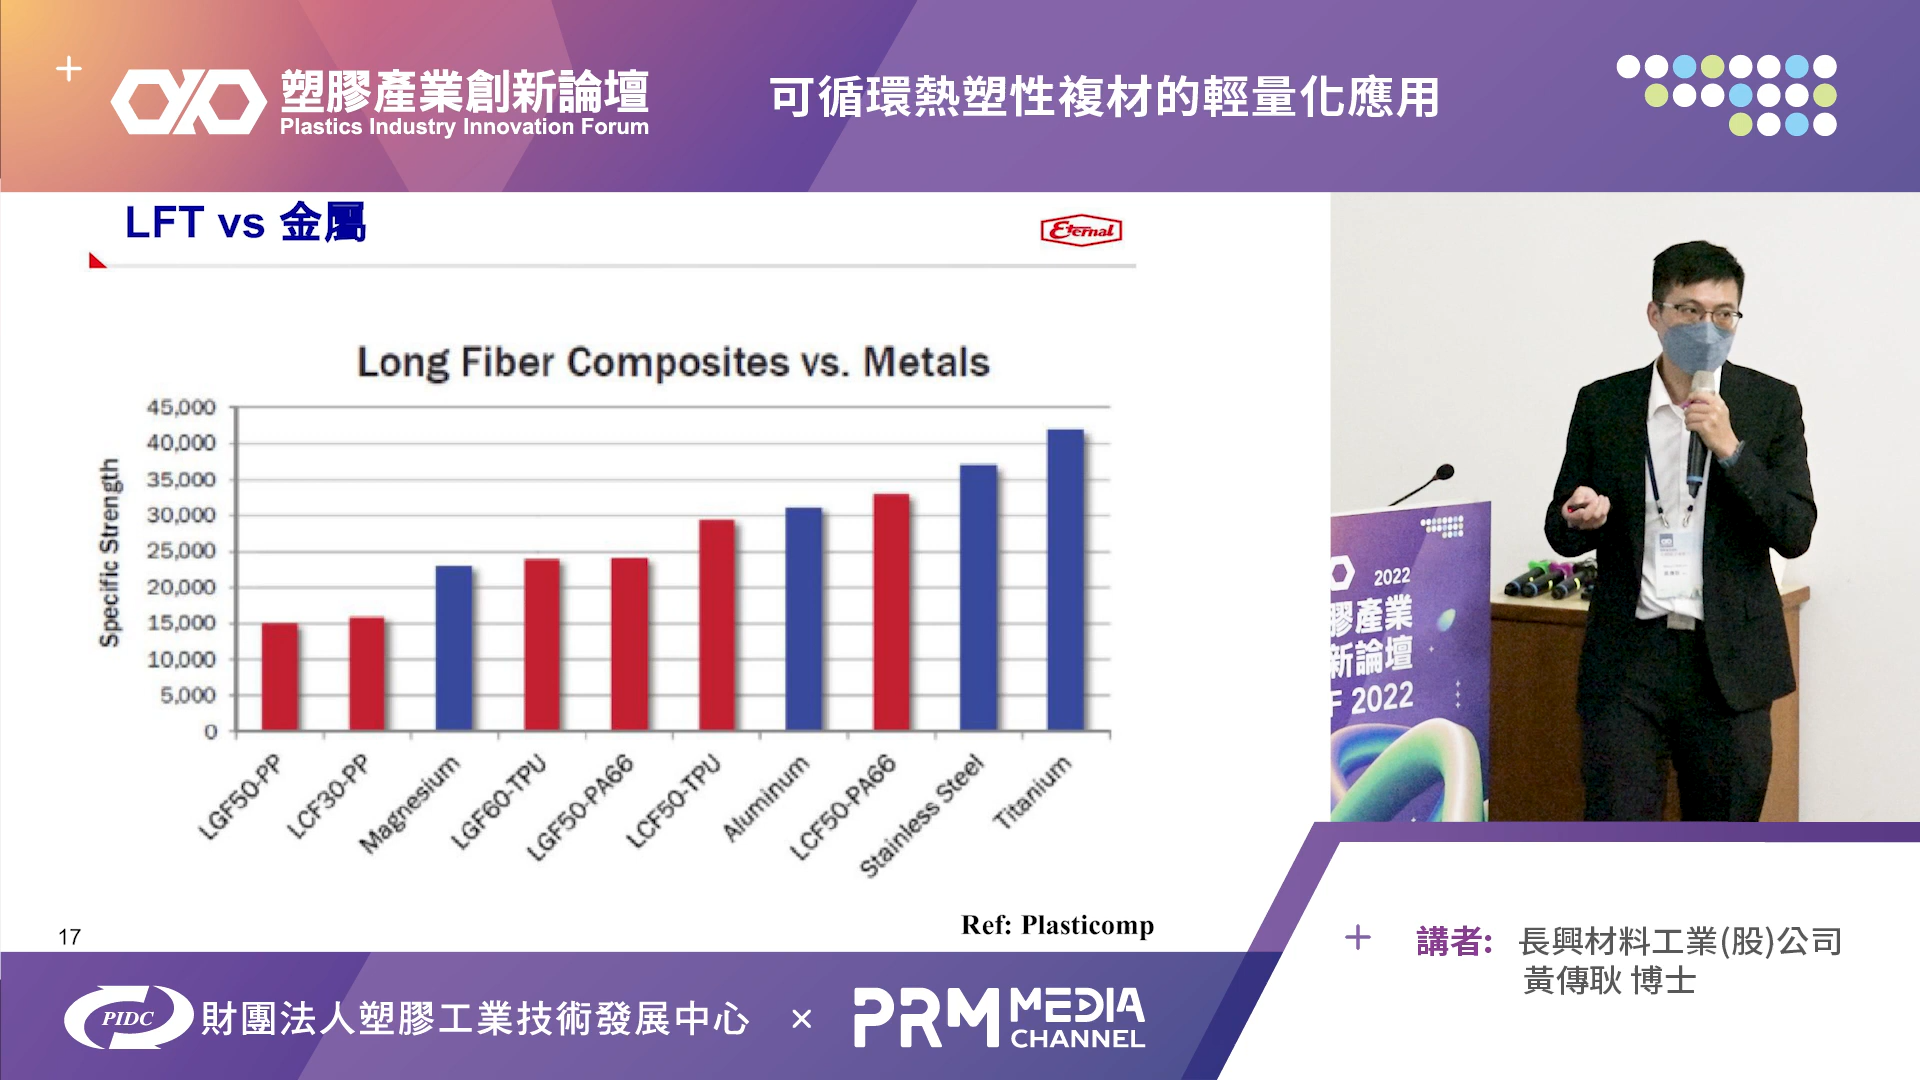 塑膠產業創新論壇
Plastics Industry Innovation Forum
可循環熱塑性複材的輕量化應用
LFT vs 金屬
Eternal
Long Fiber Composites vs. Metals
Specific Strength
45,000
40,000
35,000
30,000
25,000
20,000
15,000
10,000
5,000
0
LGF50-PP
LCF30-PP
Magnesium
LGF60-TPU
LGF50-PA66
LCF50-TPU
Aluminum
LCF50-PA66
Stainless Steel
Titanium
Ref: Plasticomp
17
2022
膠產業
新論壇
F 2022
講者: 長興材料工業(股)公司
黃傳耿 博士
PIDC 財團法人塑膠工業技術發展中心 × PRM MEDIA CHANNEL